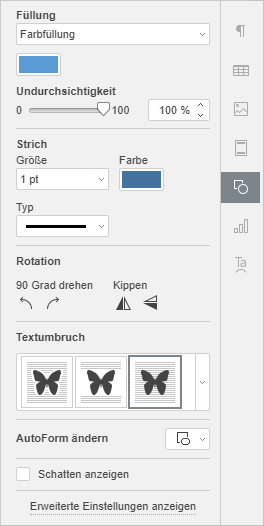 Füllung
Farbfüllung
Undurchsichtigkeit
0 100 100 %
Strich
Größe Farbe
1 pt
Typ
Rotation
90 Grad drehen Kippen
Textumbruch
AutoForm ändern
Schatten anzeigen
Erweiterte Einstellungen anzeigen
Ta